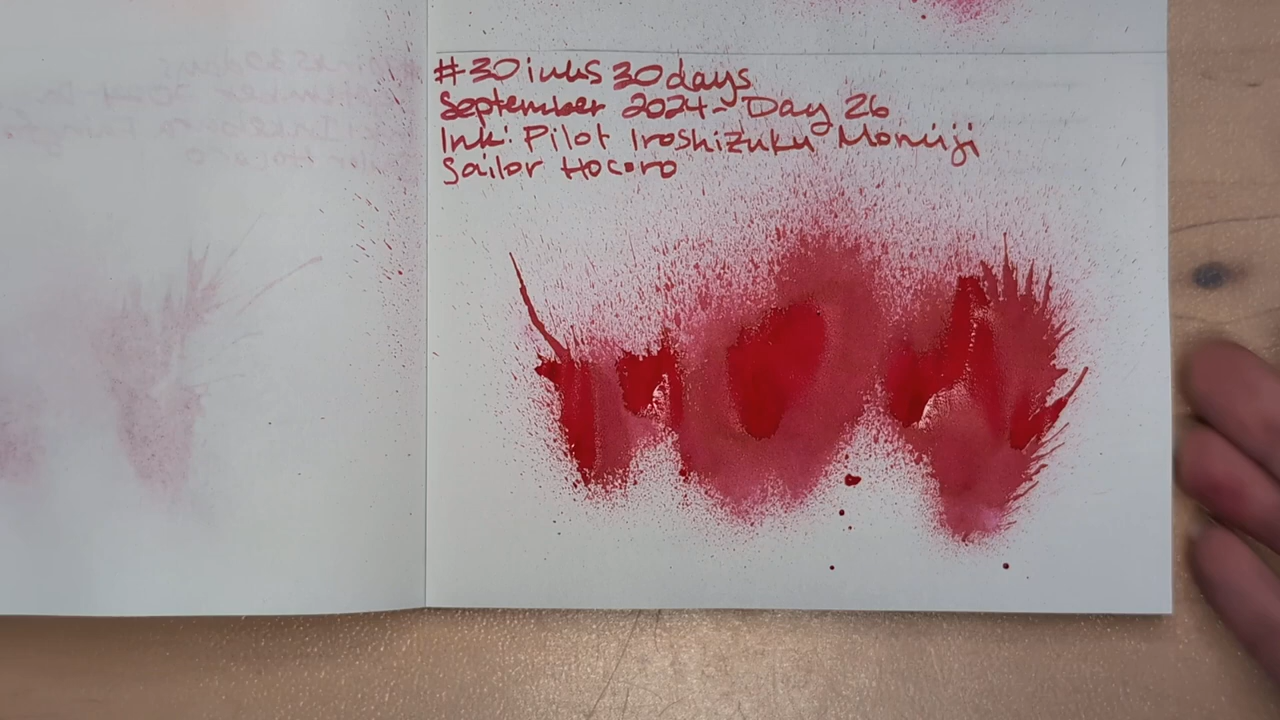 #30inks30days
September 2024 - Day 26
Ink: Pilot Iroshizuku Momiji
Sailor Hocoro